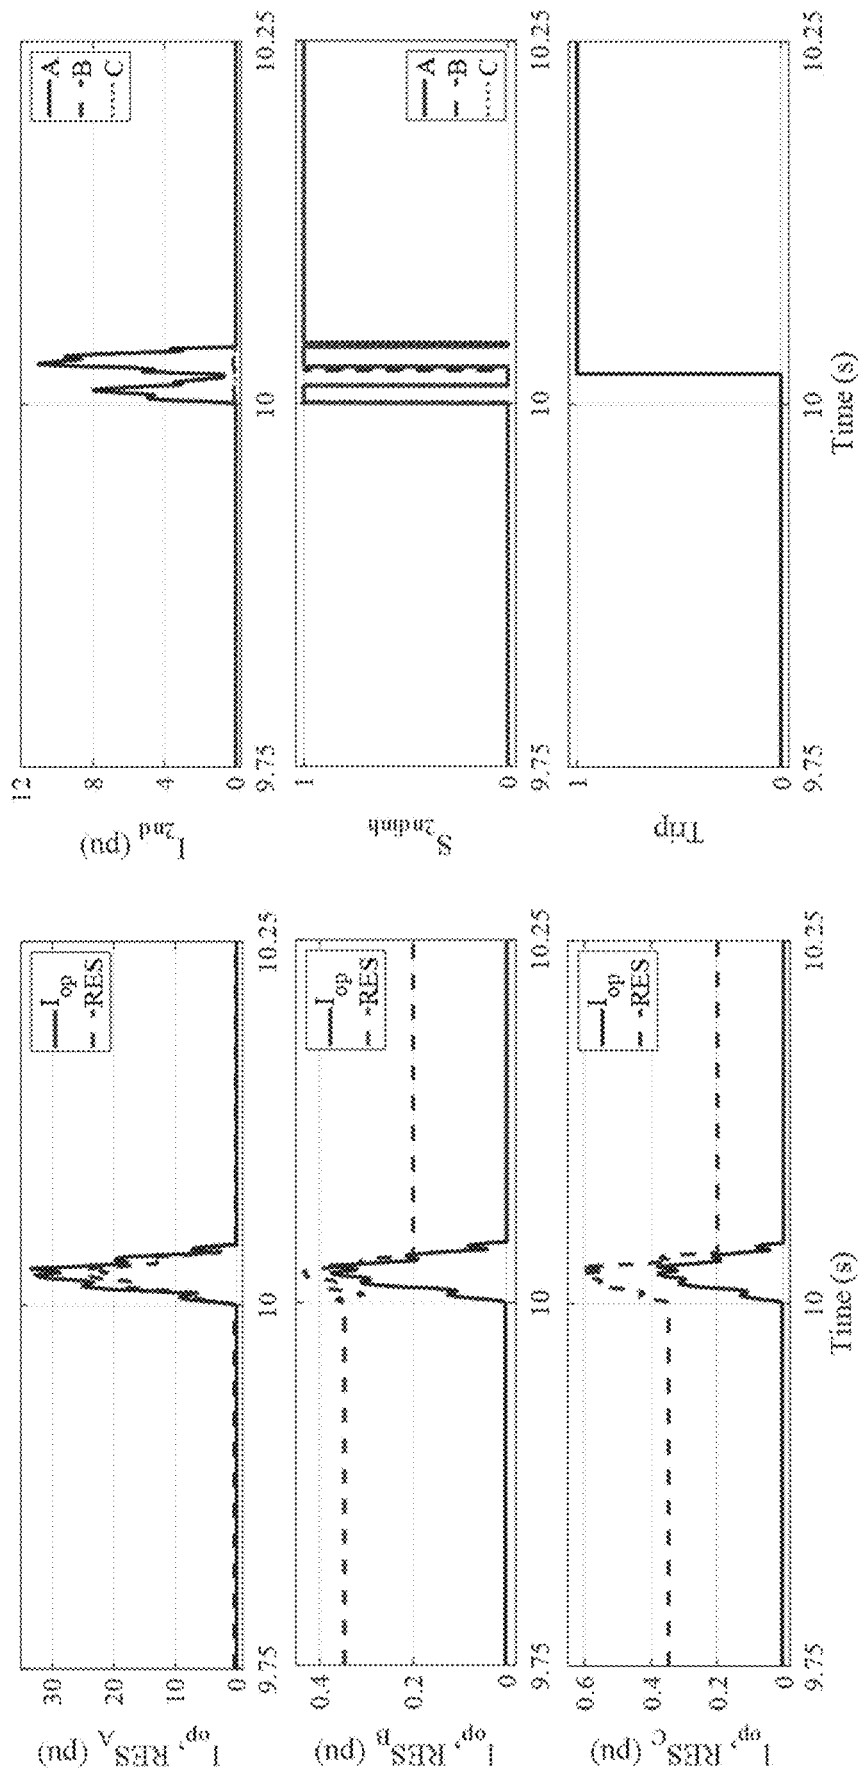 I_op, RES_A (pu)
30
20
10
0
9.75
10
10.25
I_op
RES
I_op, RES_B (pu)
0.4
0.2
0
9.75
10
10.25
I_op
RES
I_op, RES_C (pu)
0.6
0.4
0.2
0
9.75
10
10.25
Time (s)
I_op
RES
I_2nd (pu)
12
8
4
0
9.75
10
10.25
A
B
C
S_2ndinh
1
0
9.75
10
10.25
A
B
C
Trip
1
0
9.75
10
10.25
Time (s)